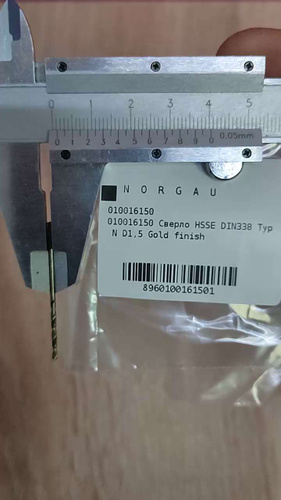 0 1 2 3 4 5
0 1 2 3 4 5 6 7 8 9 0 0.05mm
NORGAU
010016150
010016150 Сверло HSSE DIN338 Typ
N D1,5 Gold finish
8960100161501